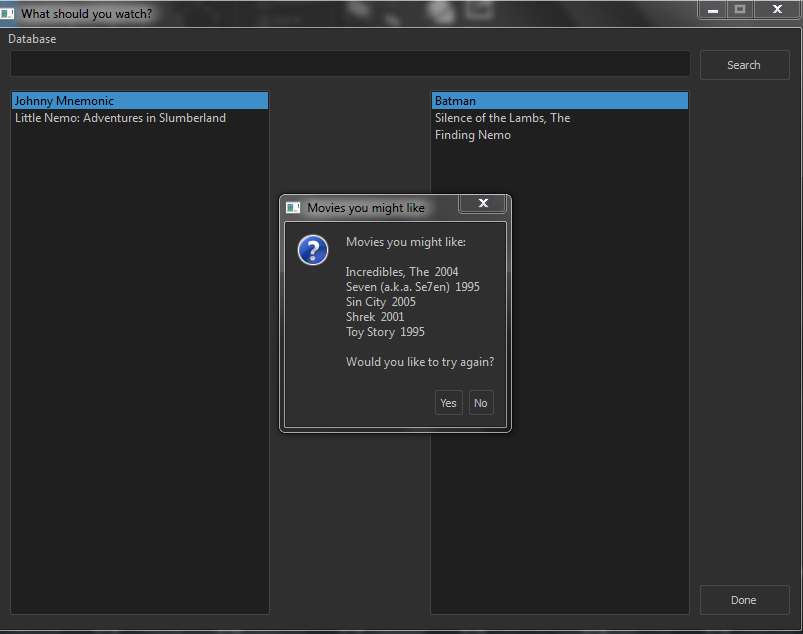 What should you watch?
Database
Search
Johnny Mnemonic
Little Nemo: Adventures in Slumberland
Batman
Silence of the Lambs, The
Finding Nemo
Movies you might like
Movies you might like:
Incredibles, The 2004
Seven (a.k.a. Se7en) 1995
Sin City 2005
Shrek 2001
Toy Story 1995
Would you like to try again?
Yes No
Done